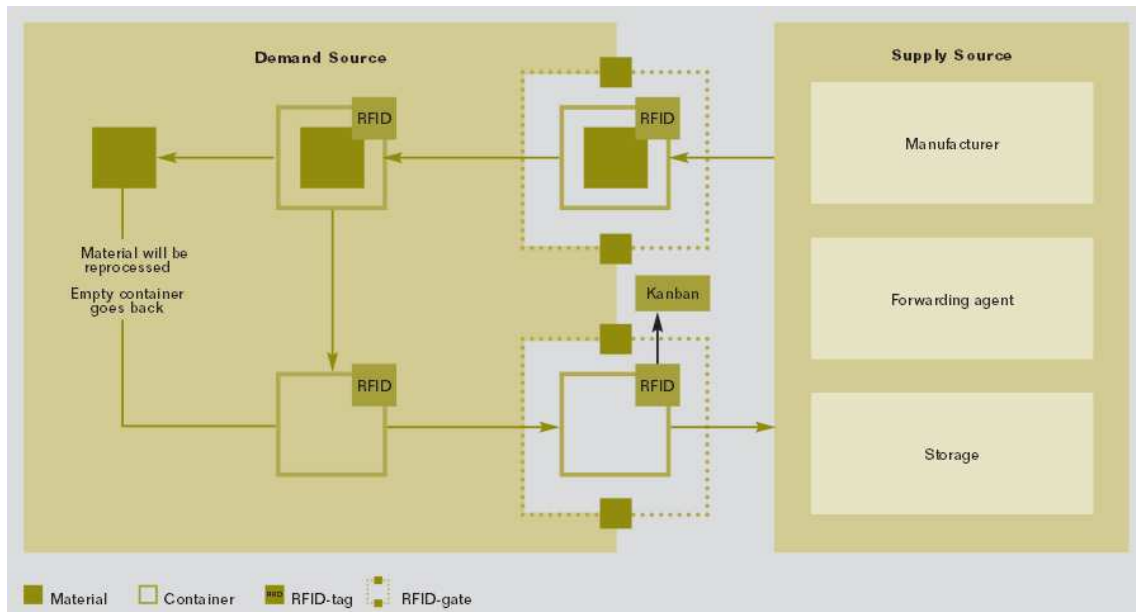 Demand Source
Supply Source
RFID
RFID
Manufacturer
Material will be
reprocessed
Empty container
goes back
Kanban
Forwarding agent
RFID
RFID
Storage
Material
Container
RFID-tag
RFID-gate